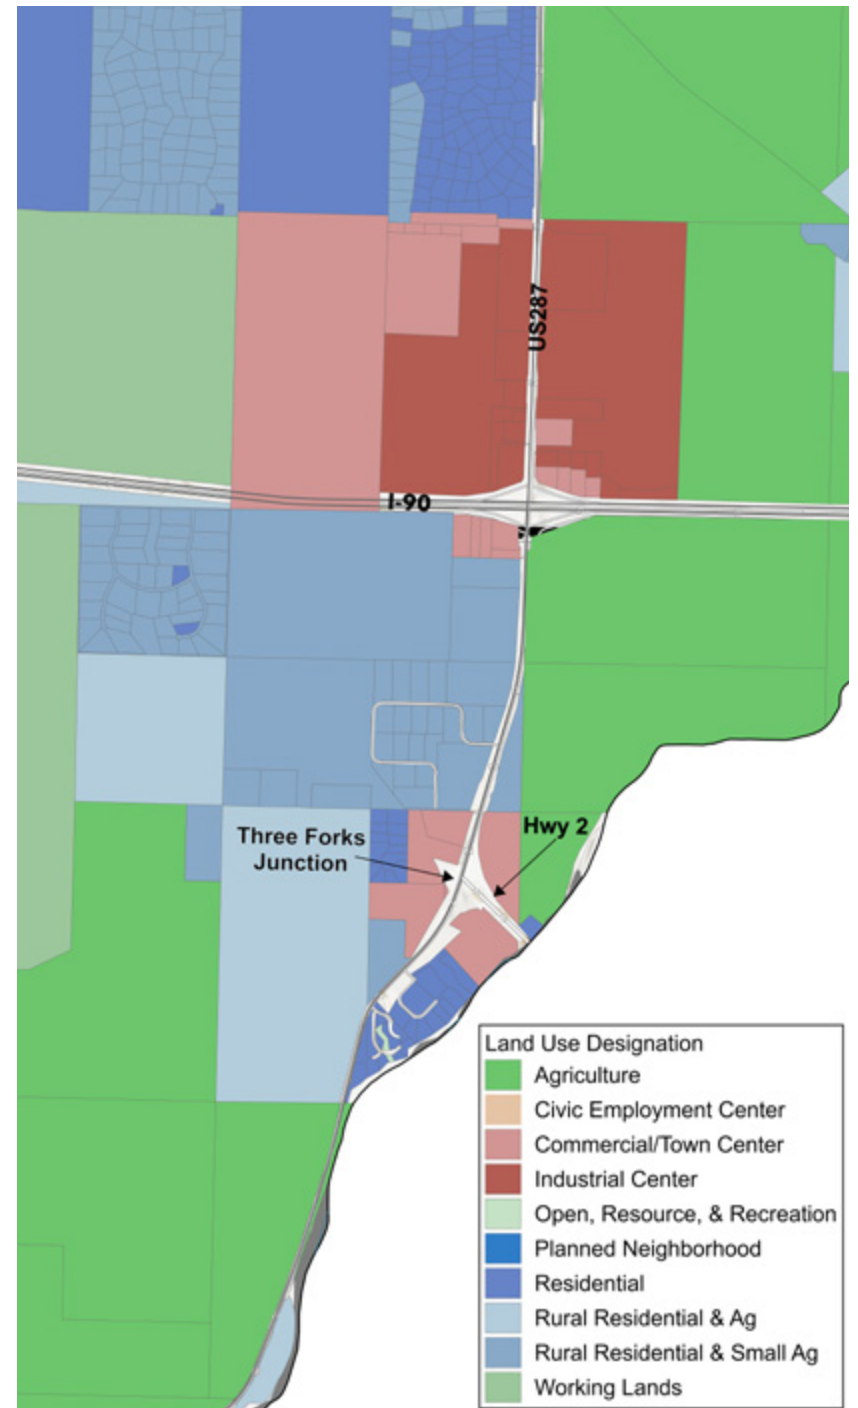 US287
I-90
Three Forks
Junction
Hwy 2
Land Use Designation
Agriculture
Civic Employment Center
Commercial/Town Center
Industrial Center
Open, Resource, & Recreation
Planned Neighborhood
Residential
Rural Residential & Ag
Rural Residential & Small Ag
Working Lands